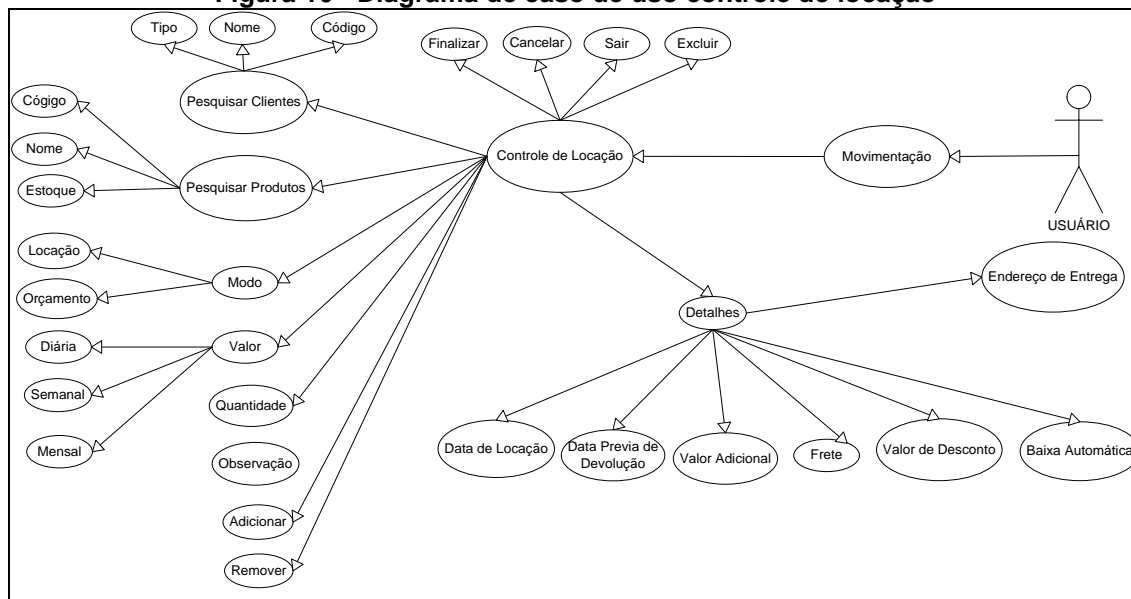 Figura - Diagrama de caso de uso controle de locação
Tipo
Nome
Código
Finalizar
Cancelar
Sair
Excluir
Pesquisar Clientes
Cógigo
Nome
Estoque
Pesquisar Produtos
Controle de Locação
Movimentação
USUÁRIO
Locação
Orçamento
Modo
Endereço de Entrega
Detalhes
Diária
Semanal
Mensal
Valor
Quantidade
Observação
Adicionar
Remover
Data de Locação
Data Previa de
Devolução
Valor Adicional
Frete
Valor de Desconto
Baixa Automática